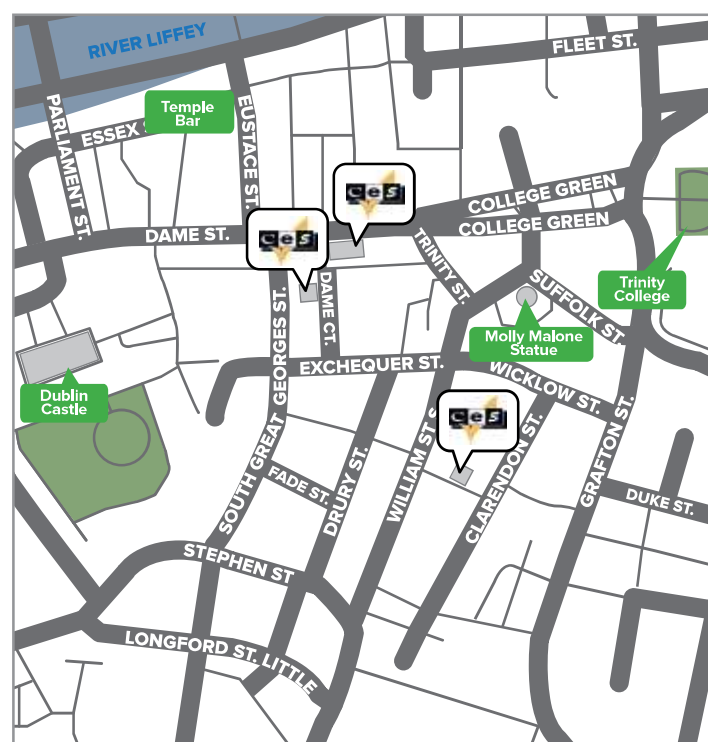 RIVER LIFFEY
FLEET ST.
PARLIAMENT ST.
ESSEX S
Temple
Bar
EUSTACE ST.
ces
COLLEGE GREEN
COLLEGE GREEN
DAME ST.
ces
TRINITY ST.
DAME CT.
SUFFOLK ST.
Trinity
College
Molly Malone
Statue
EXCHEQUER ST.
WICKLOW ST.
Dublin
Castle
SOUTH GREAT GEORGES ST.
ces
FADE ST.
DRURY ST.
WILLIAM ST S
CLARENDON ST.
GRAFTON ST.
DUKE ST.
STEPHEN ST
LONGFORD ST. LITTLE